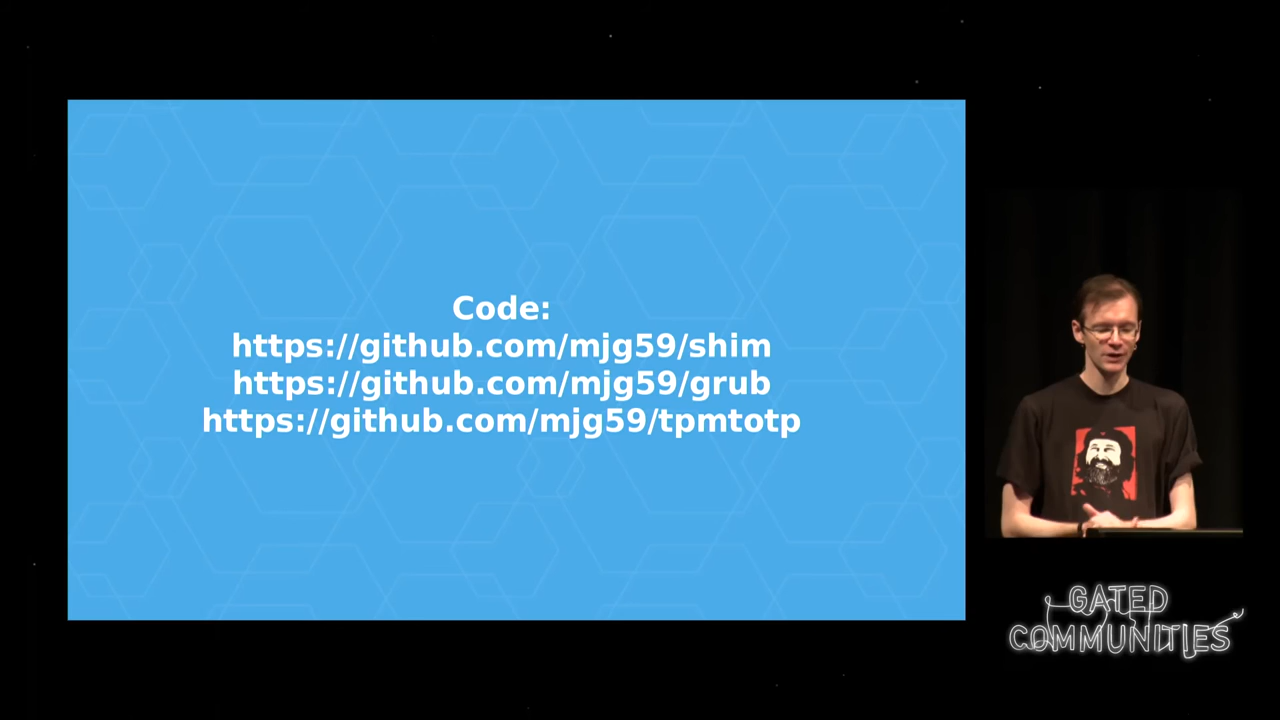 Code:
https://github.com/mjg59/shim
https://github.com/mjg59/grub
https://github.com/mjg59/tpmtotp
GATED
COMMUNITIES